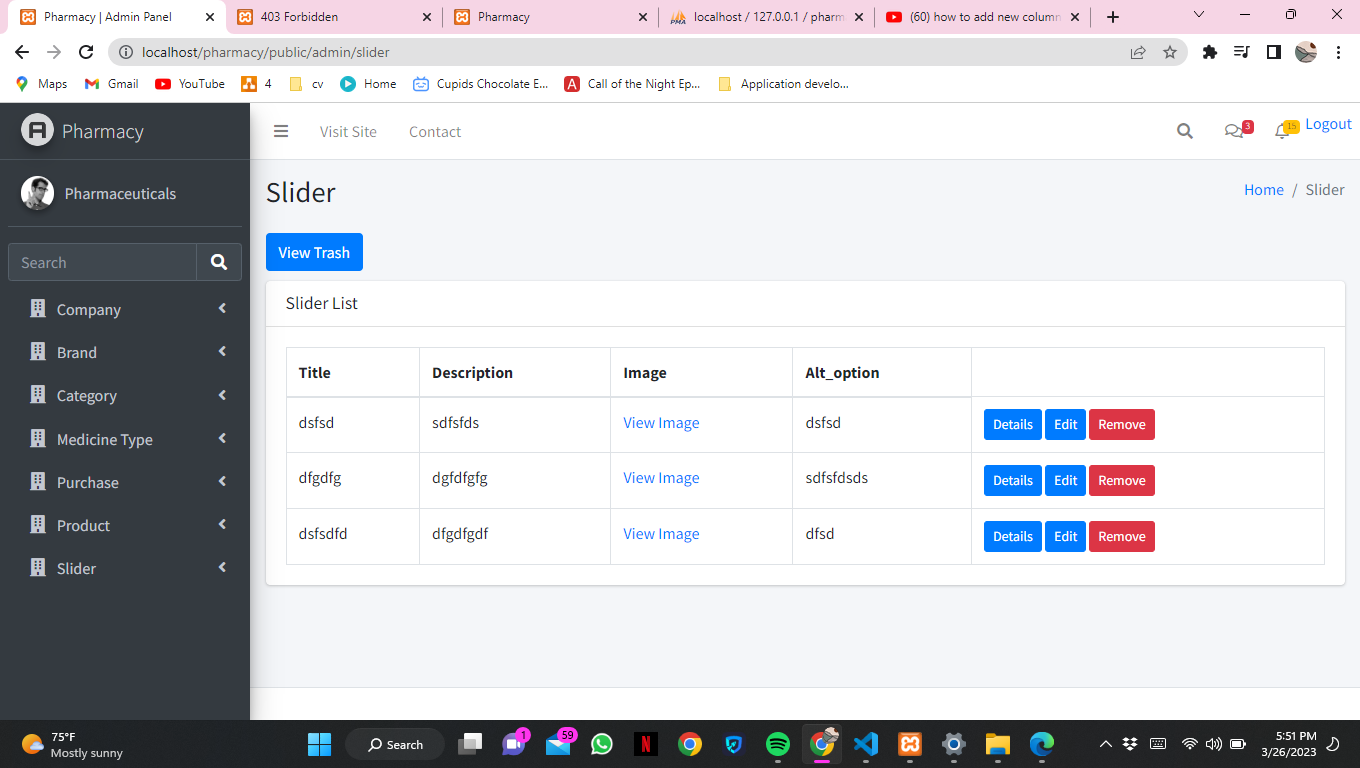 Pharmacy | Admin Panel
403 Forbidden
Pharmacy
localhost / 127.0.0.1 / pharm
(60) how to add new column
localhost/pharmacy/public/admin/slider
Maps
Gmail
YouTube
4
cv
Home
Cupids Chocolate E...
Call of the Night Ep...
Application develo...
Pharmacy
Visit Site
Contact
3
15
Logout
Pharmaceuticals
Search
Company
Brand
Category
Medicine Type
Purchase
Product
Slider
Slider
Home / Slider
View Trash
Slider List
Title Description Image Alt_option
dsfsd sdfsfds View Image dsfsd Details Edit Remove
dfgdfg dgfdfgfg View Image sdfsfdsds Details Edit Remove
dsfsdfd dfgdfgdf View Image dfsd Details Edit Remove
75°F
Mostly sunny
Search
1
59
5:51 PM
3/26/2023